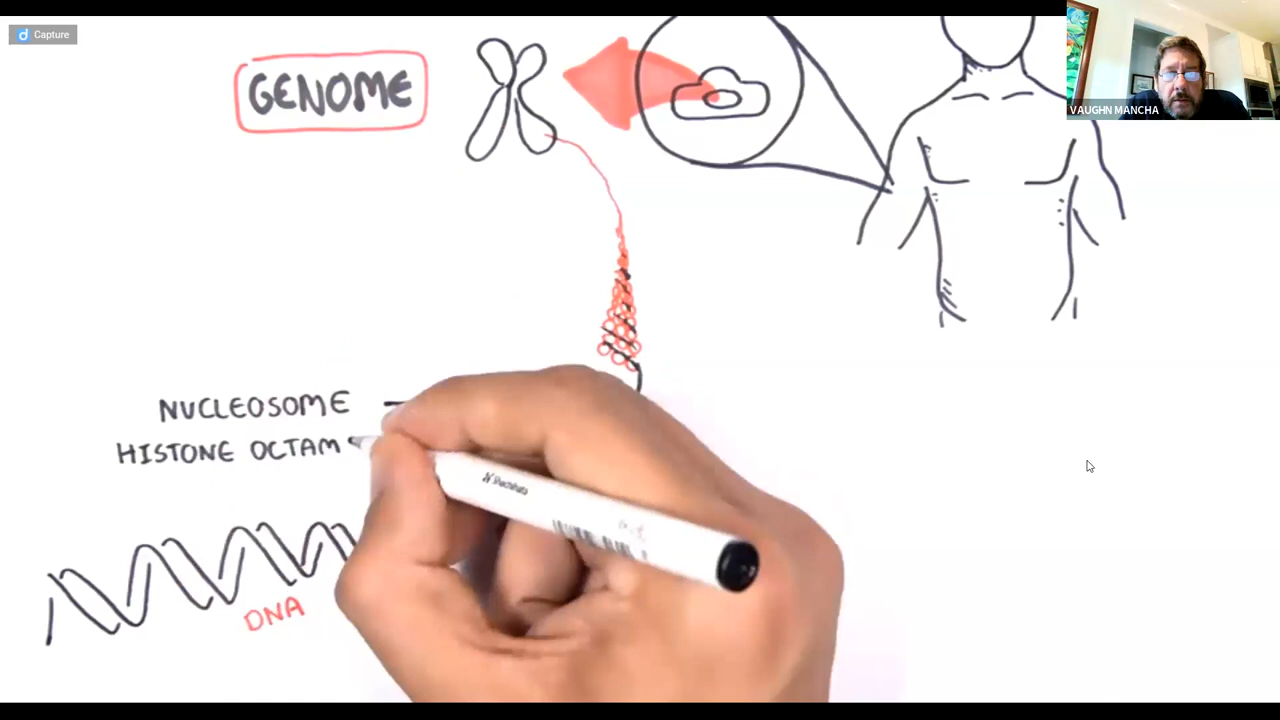 Capture
GENOME
VAUGHN MANCHA
NUCLEOSOME
HISTONE OCTAM
DNA